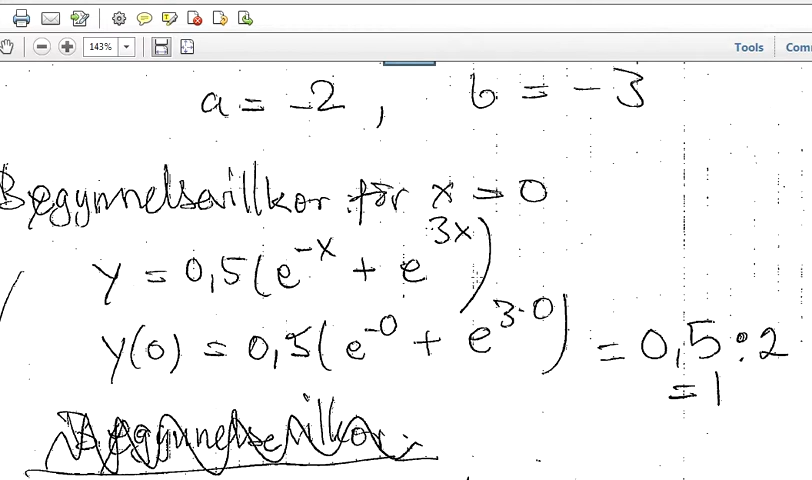 143%
Tools
Com
a = -2 , b = -3
Begynnelsevillkor för x = 0
y = 0,5(e^-x + e^3x)
y(0) = 0,5(e^-0 + e^3·0) = 0,5·2
= 1
Begynnelsevillkor